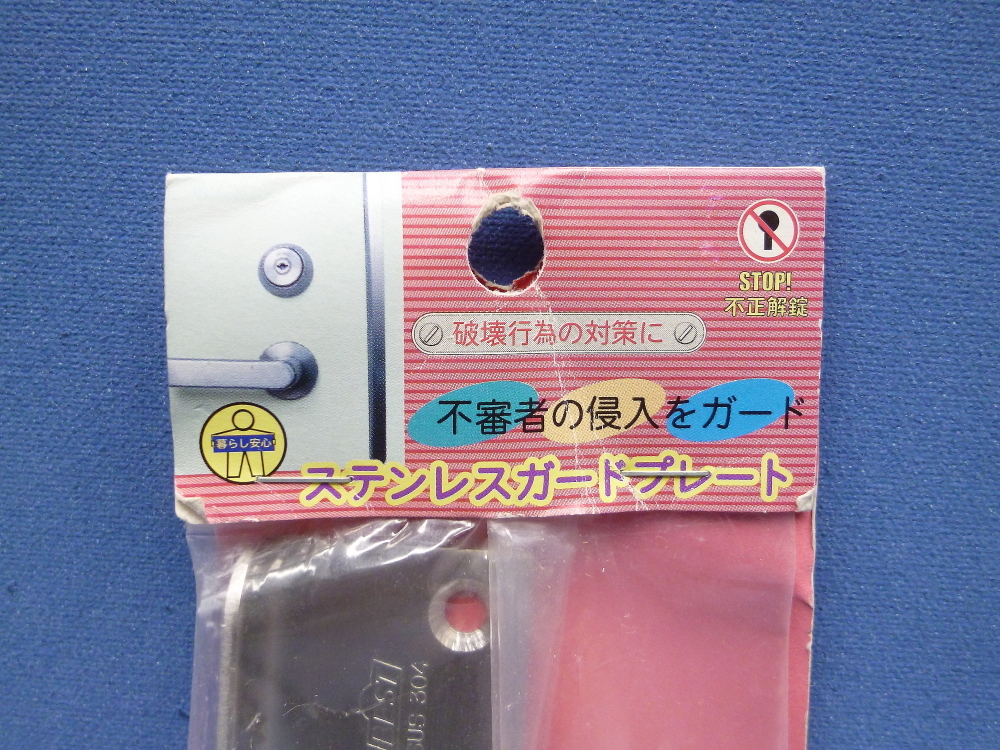 STOP!
不正解錠
破壊行為の対策に
不審者の侵入をガード
暮らし安心
ステンレスガードプレート
SUS 304